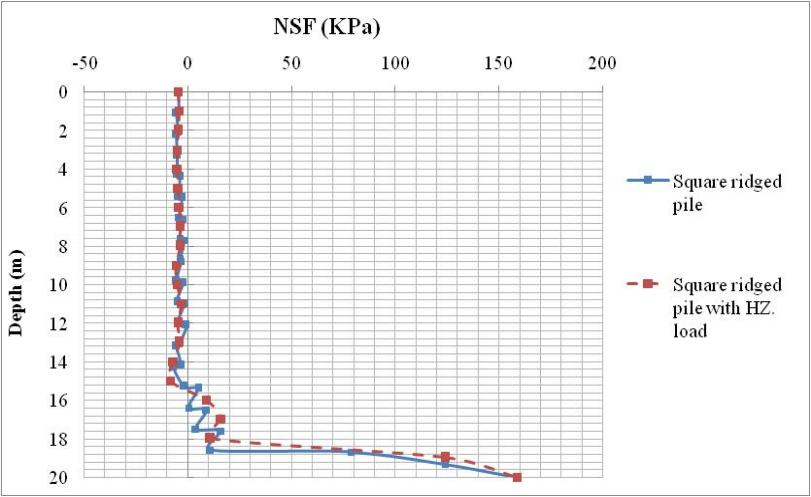 NSF (KPa)
-50 0 50 100 150 200
0
2
4
6
8
10
12
14
16
18
20
Depth (m)
Square ridged
pile
Square ridged
pile with HZ.
load